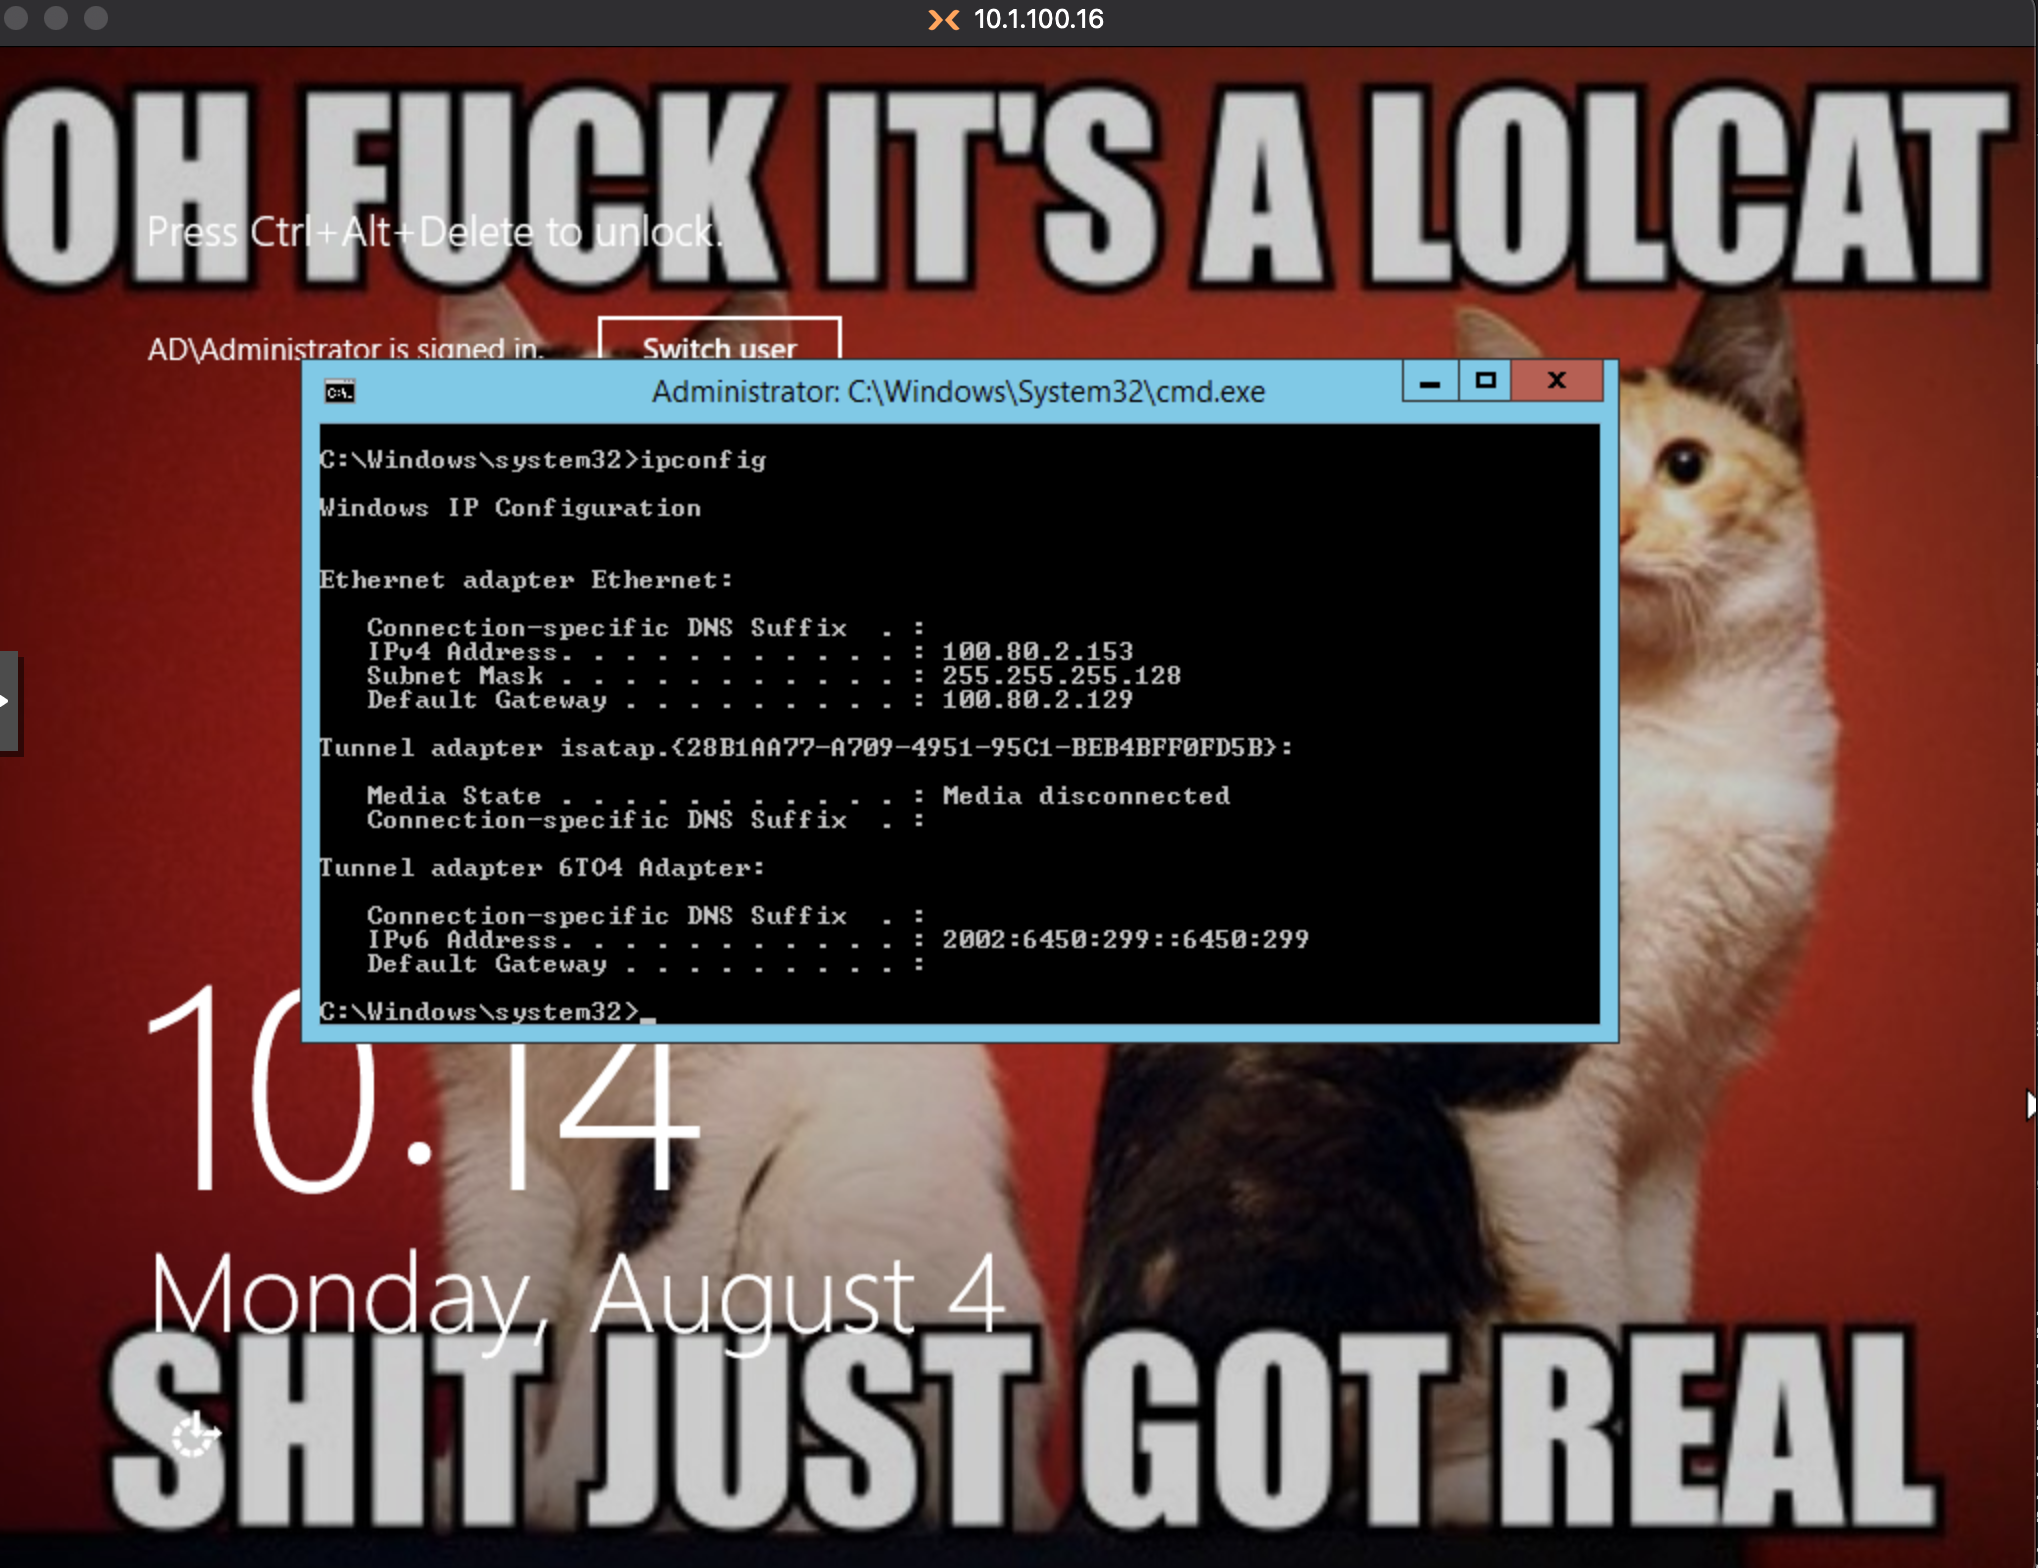 10.1.100.16
OH FUCK IT'S A LOLCAT
Press Ctrl+Alt+Delete to unlock.
AD\Administrator is signed in.
Switch user
Administrator: C:\Windows\System32\cmd.exe
C:\Windows\system32>ipconfig
Windows IP Configuration
Ethernet adapter Ethernet:
Connection-specific DNS Suffix . :
IPv4 Address. . . . . . . . . . . : 100.80.2.153
Subnet Mask . . . . . . . . . . . : 255.255.255.128
Default Gateway . . . . . . . . . : 100.80.2.129
Tunnel adapter isatap.{28B1AA77-A709-4951-95C1-BEB4BFF0FD5B}:
Media State . . . . . . . . . . . : Media disconnected
Connection-specific DNS Suffix . :
Tunnel adapter 6TO4 Adapter:
Connection-specific DNS Suffix . :
IPv6 Address. . . . . . . . . . . : 2002:6450:299::6450:299
Default Gateway . . . . . . . . . :
C:\Windows\system32>_
10:14
Monday, August 4
SHIT JUST GOT REAL